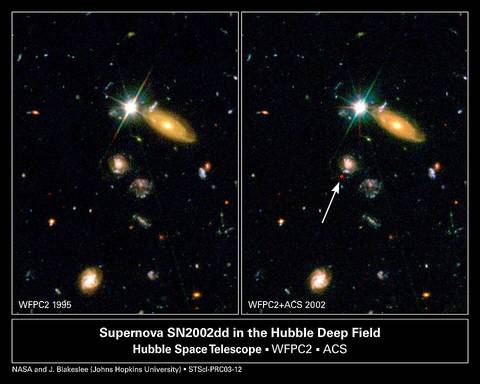 WFPC2 1995
WFPC2+ACS 2002
Supernova SN2002dd in the Hubble Deep Field
Hubble Space Telescope • WFPC2 • ACS
NASA and J. Blakeslee (Johns Hopkins University) • STScI-PRC03-12